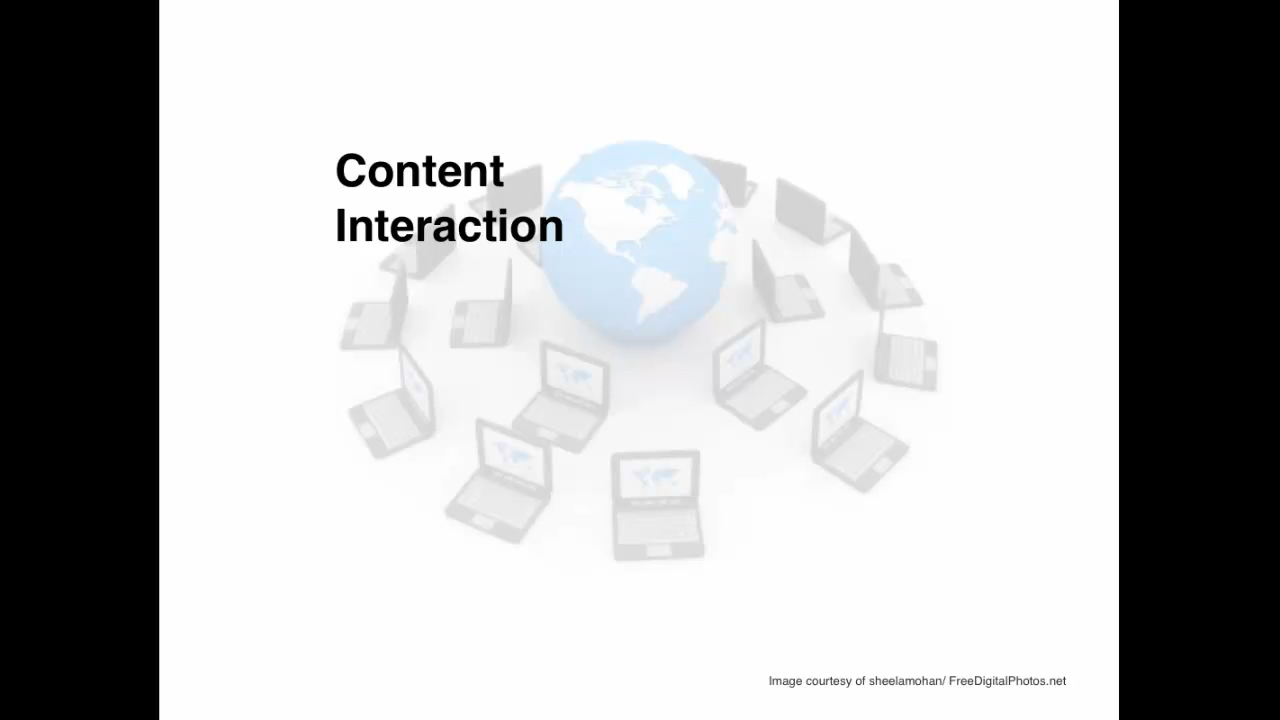 Content
Interaction
Image courtesy of sheelamohan/ FreeDigitalPhotos.net